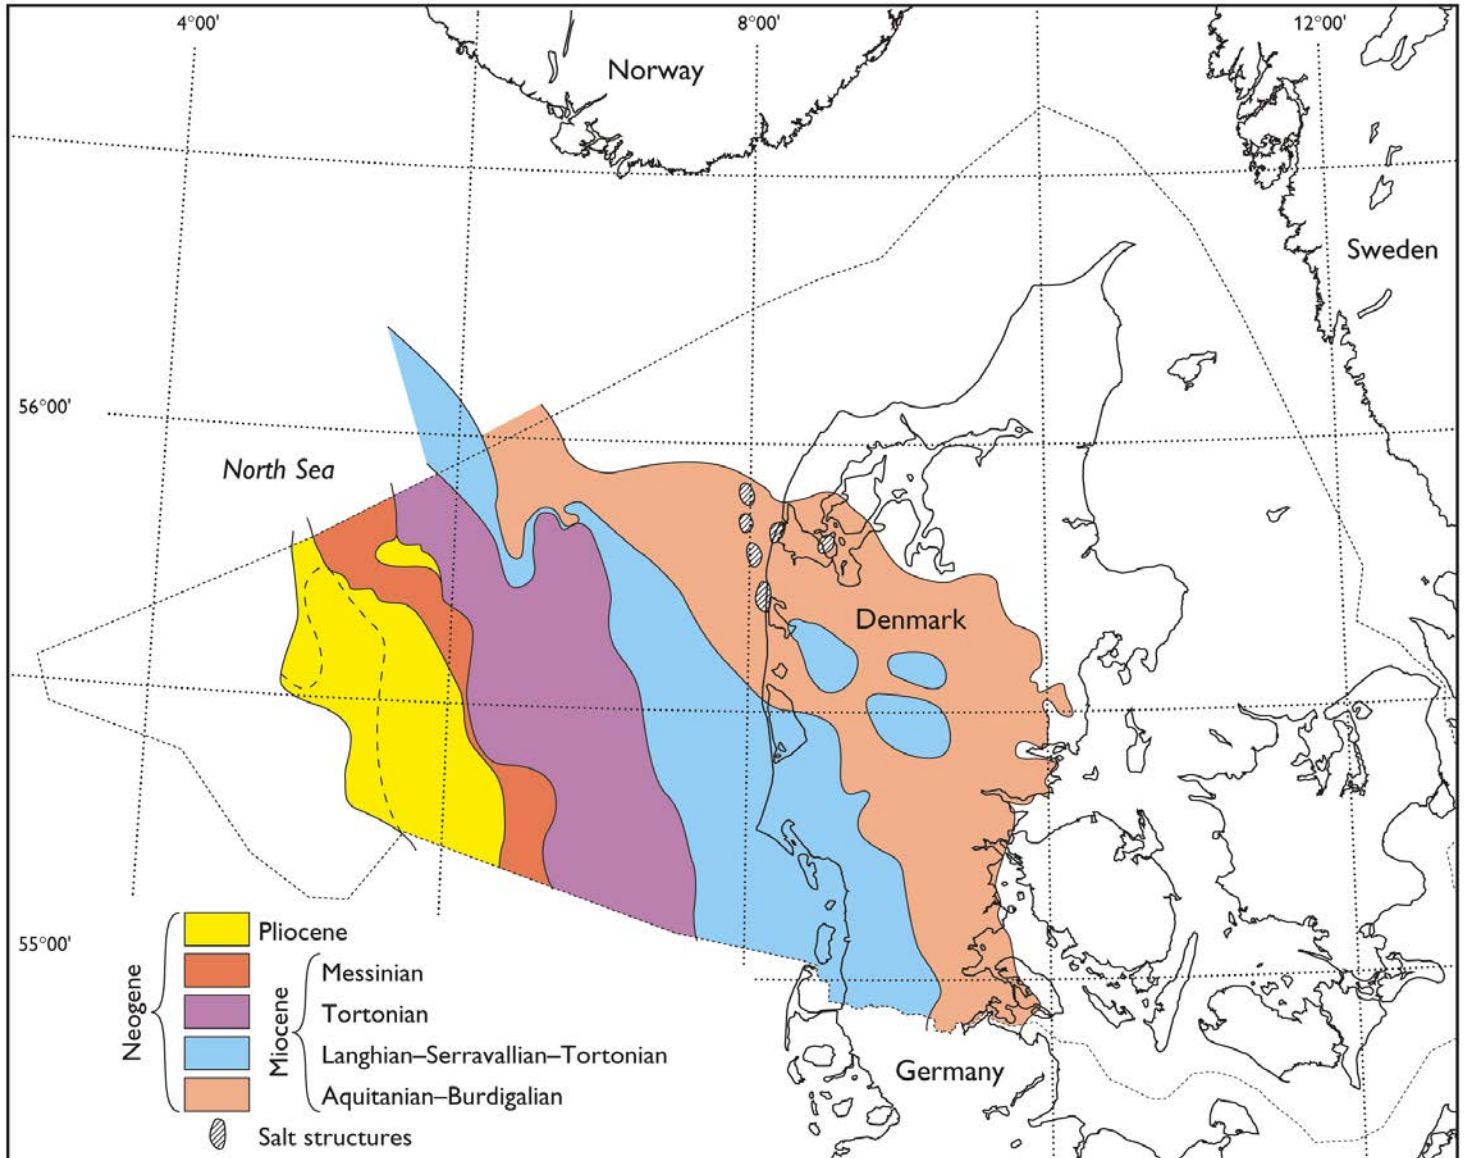 4°00'
8°00'
12°00'
Norway
Sweden
56°00'
North Sea
Denmark
55°00'
Germany
Neogene
Pliocene
Miocene
Messinian
Tortonian
Langhian–Serravallian–Tortonian
Aquitanian–Burdigalian
Salt structures